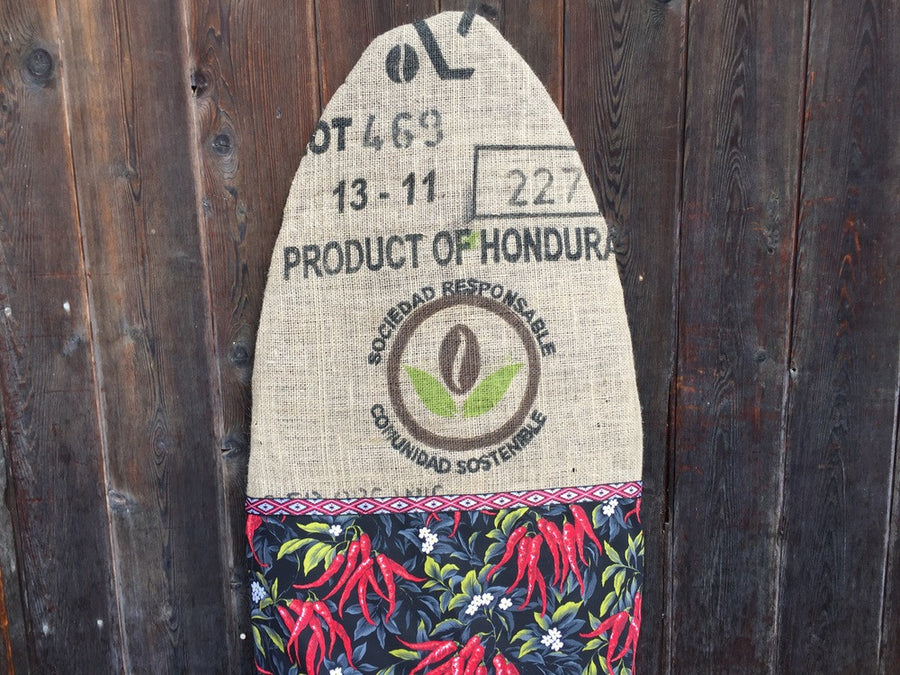 OT 469
13 - 11
227
PRODUCT OF HONDURA
SOCIEDAD RESPONSABLE
COMUNIDAD SOSTENIBLE